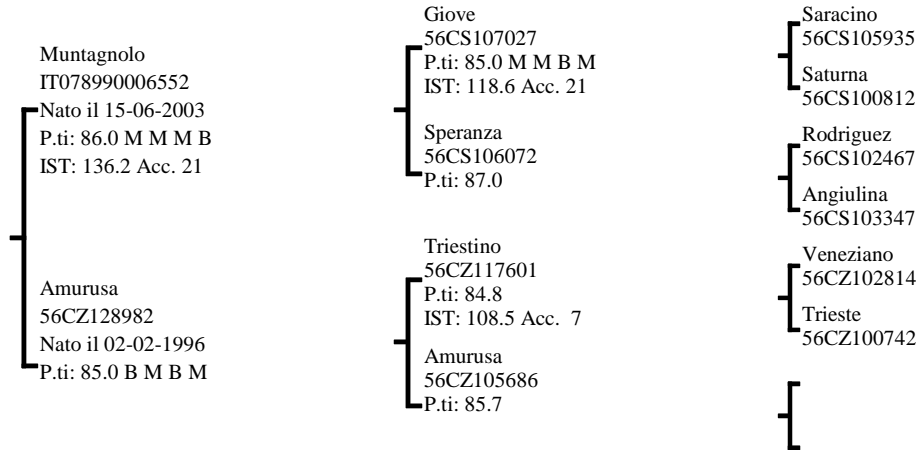 Muntagnolo
IT078990006552
Nato il 15-06-2003
P.ti: 86.0 M M M B
IST: 136.2 Acc. 21
Amurusa
56CZ128982
Nato il 02-02-1996
P.ti: 85.0 B M B M
Giove
56CS107027
P.ti: 85.0 M M B M
IST: 118.6 Acc. 21
Speranza
56CS106072
P.ti: 87.0
Triestino
56CZ117601
P.ti: 84.8
IST: 108.5 Acc. 7
Amurusa
56CZ105686
P.ti: 85.7
Saracino
56CS105935
Saturna
56CS100812
Rodriguez
56CS102467
Angiulina
56CS103347
Veneziano
56CZ102814
Trieste
56CZ100742